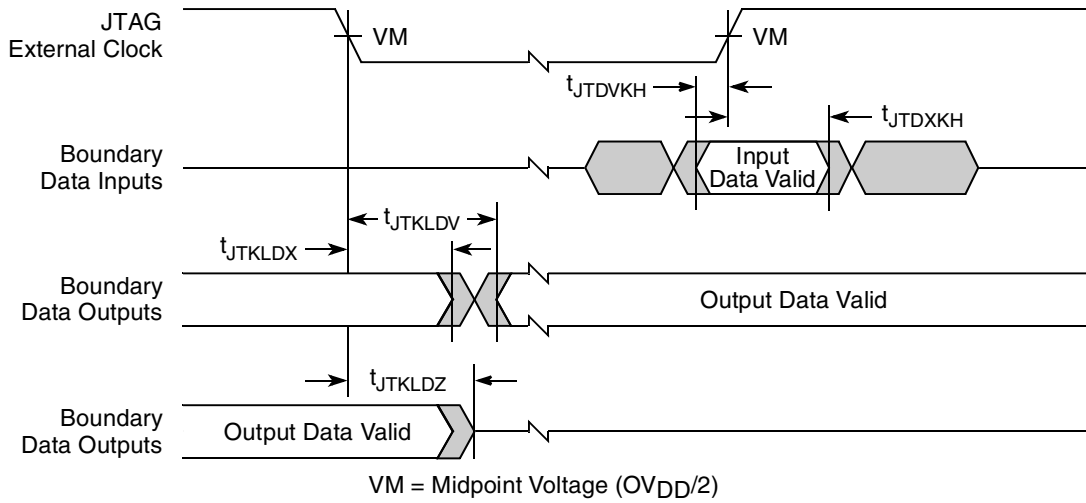 JTAG
External Clock
VM
VM
tJTDVKH
tJTDXKH
Boundary
Data Inputs
Input
Data Valid
tJTKLDV
tJTKLDX
Boundary
Data Outputs
Output Data Valid
tJTKLDZ
Boundary
Data Outputs
Output Data Valid
VM = Midpoint Voltage (OVDD/2)